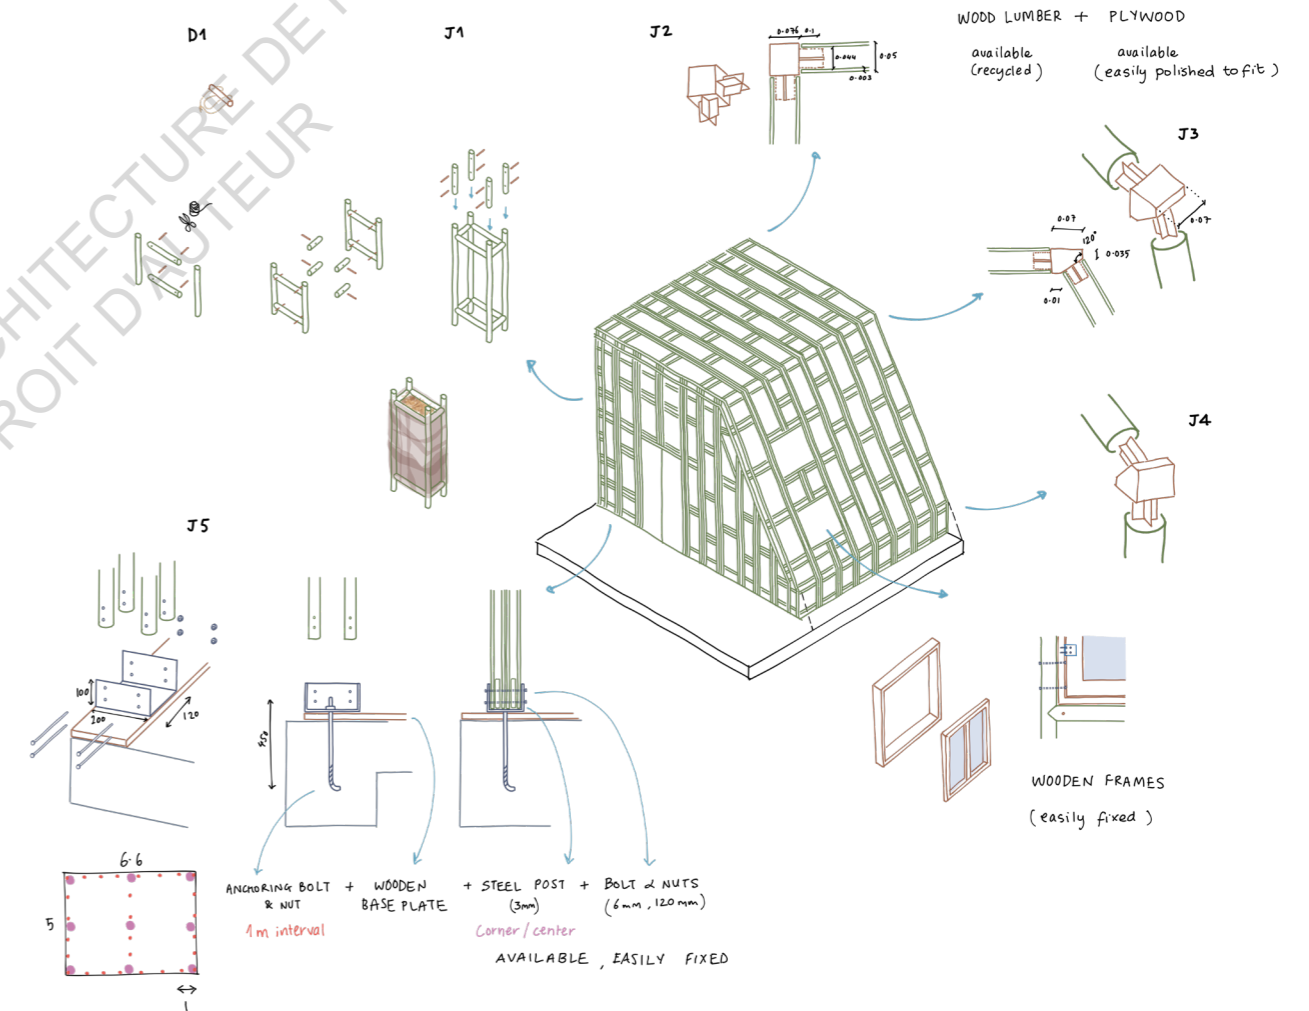 D1
J1
J2
0.076 0.1
0.044
0.05
0.003
WOOD LUMBER + PLYWOOD
available
(recycled)
available
(easily polished to fit)
J3
0.07
0.07
120°
0.035
0.01
J4
J5
100
200
120
450
WOODEN FRAMES
(easily fixed)
6.6
5
1
ANCHORING BOLT
& NUT
+
WOODEN
BASE PLATE
+
STEEL POST
(3mm)
+
BOLT & NUTS
(6mm, 120mm)
1m interval
Corner/center
AVAILABLE, EASILY FIXED
CHITECTURE DE
ROIT D'AUTEUR